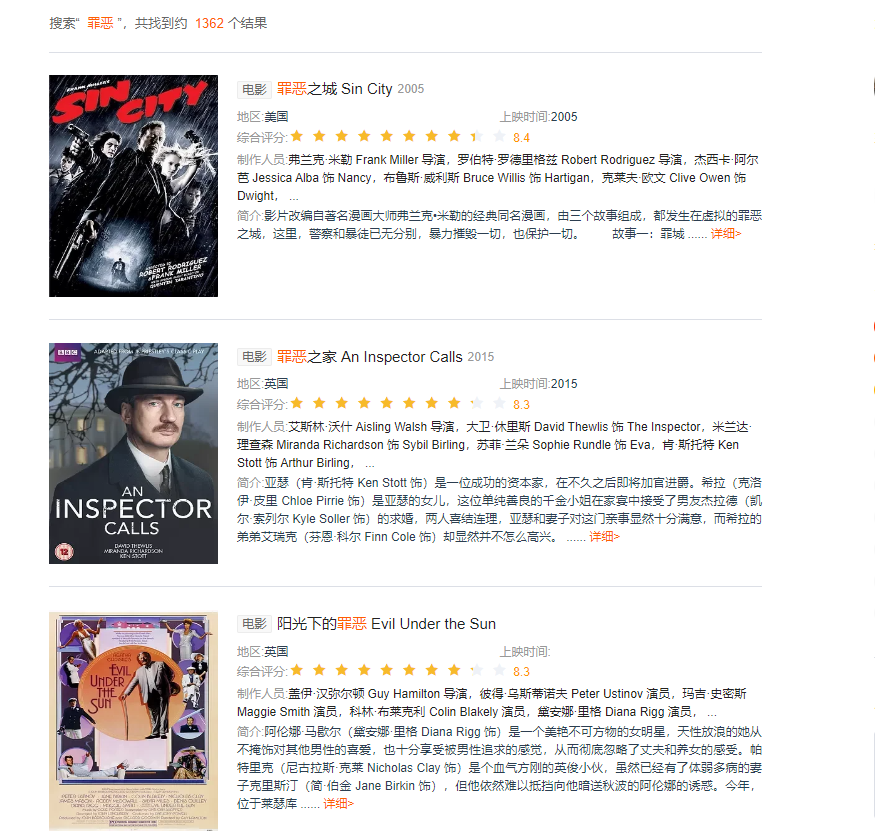 搜索“ 罪恶 ”，共找到约 1362 个结果
FRANK MILLER'S
SIN CITY
DIRECTED BY
ROBERT RODRIGUEZ
& FRANK MILLER
QUENTIN TARANTINO
电影 罪恶之城 Sin City 2005
地区:美国 上映时间:2005
综合评分: 8.4
制作人员:弗兰克·米勒 Frank Miller 导演，罗伯特·罗德里格兹 Robert Rodriguez 导演，杰西卡·阿尔
芭 Jessica Alba 饰 Nancy，布鲁斯·威利斯 Bruce Willis 饰 Hartigan，克莱夫·欧文 Clive Owen 饰
Dwight， ...
简介:影片改编自著名漫画大师弗兰克•米勒的经典同名漫画，由三个故事组成，都发生在虚拟的罪恶
之城，这里，警察和暴徒已无分别，暴力摧毁一切，也保护一切。 故事一：罪城 ...... 详细>
BBC
ADAPTED FROM JB PRIESTLEY'S CLASSIC PLAY
AN
INSPECTOR
CALLS
DAVID THEWLIS
MIRANDA RICHARDSON
KEN STOTT
12
电影 罪恶之家 An Inspector Calls 2015
地区:英国 上映时间:2015
综合评分: 8.3
制作人员:艾斯林·沃什 Aisling Walsh 导演，大卫·休里斯 David Thewlis 饰 The Inspector，米兰达·
理查森 Miranda Richardson 饰 Sybil Birling，苏菲·兰朵 Sophie Rundle 饰 Eva，肯·斯托特 Ken
Stott 饰 Arthur Birling， ...
简介:亚瑟（肯·斯托特 Ken Stott 饰）是一位成功的资本家，在不久之后即将加官进爵。希拉（克洛
伊·皮里 Chloe Pirrie 饰）是亚瑟的女儿，这位单纯善良的千金小姐在家宴中接受了男友杰拉德（凯
尔·索列尔 Kyle Soller 饰）的求婚，两人喜结连理，亚瑟和妻子对这门亲事显然十分满意，而希拉的
弟弟艾瑞克（芬恩·科尔 Finn Cole 饰）却显然并不怎么高兴。 ...... 详细>
EVIL
UNDER
THE
SUN
电影 阳光下的罪恶 Evil Under the Sun
地区:英国 上映时间:
综合评分: 8.3
制作人员:盖伊·汉弥尔顿 Guy Hamilton 导演，彼得·乌斯蒂诺夫 Peter Ustinov 演员，玛吉·史密斯
Maggie Smith 演员，科林·布莱克利 Colin Blakely 演员，黛安娜·里格 Diana Rigg 演员， ...
简介:阿伦娜·马歇尔（黛安娜·里格 Diana Rigg 饰）是一个美艳不可方物的女明星，天性放浪的她从
不掩饰对其他男性的喜爱，也十分享受被男性追求的感觉，从而彻底忽略了丈夫和养女的感受。帕
特里克（尼古拉斯·克莱 Nicholas Clay 饰）是个血气方刚的英俊小伙，虽然已经有了体弱多病的妻
子克里斯汀（简·伯金 Jane Birkin 饰），但他依然难以抵挡向他暗送秋波的阿伦娜的诱惑。今年，
位于莱瑟库 ...... 详细>